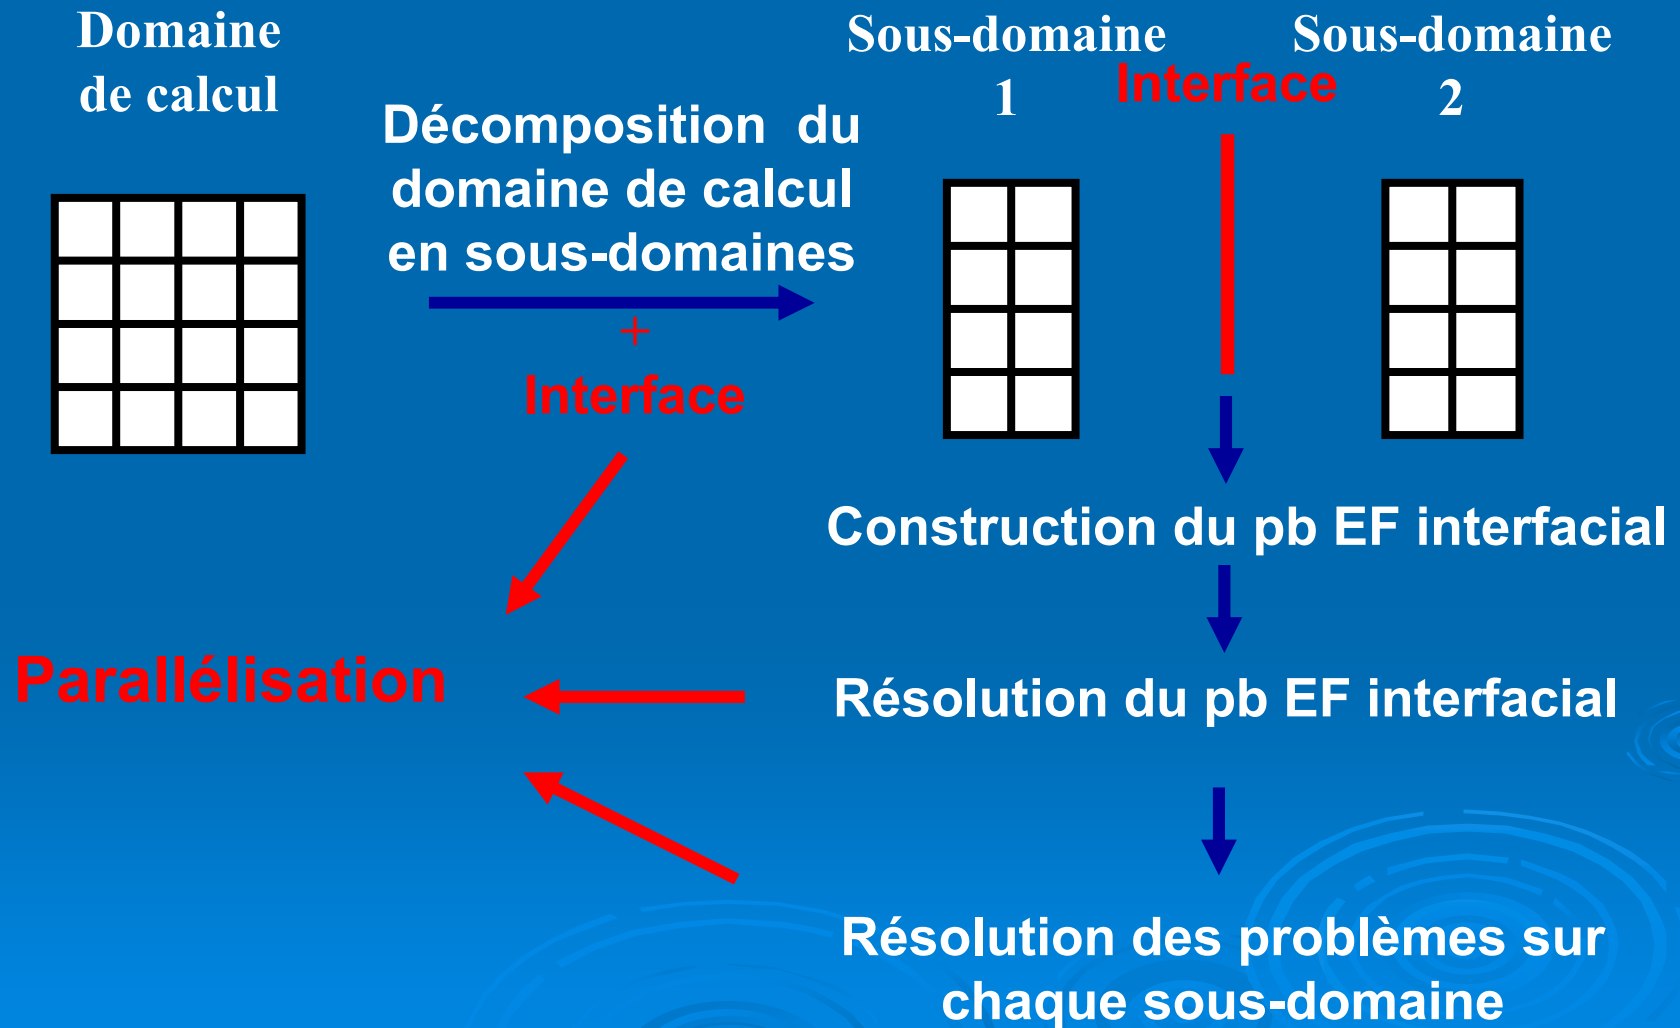 Domaine
de calcul
Décomposition du
domaine de calcul
en sous-domaines
+
Interface
Sous-domaine
1
Interface
Sous-domaine
2
Construction du pb EF interfacial
Parallélisation
Résolution du pb EF interfacial
Résolution des problèmes sur
chaque sous-domaine